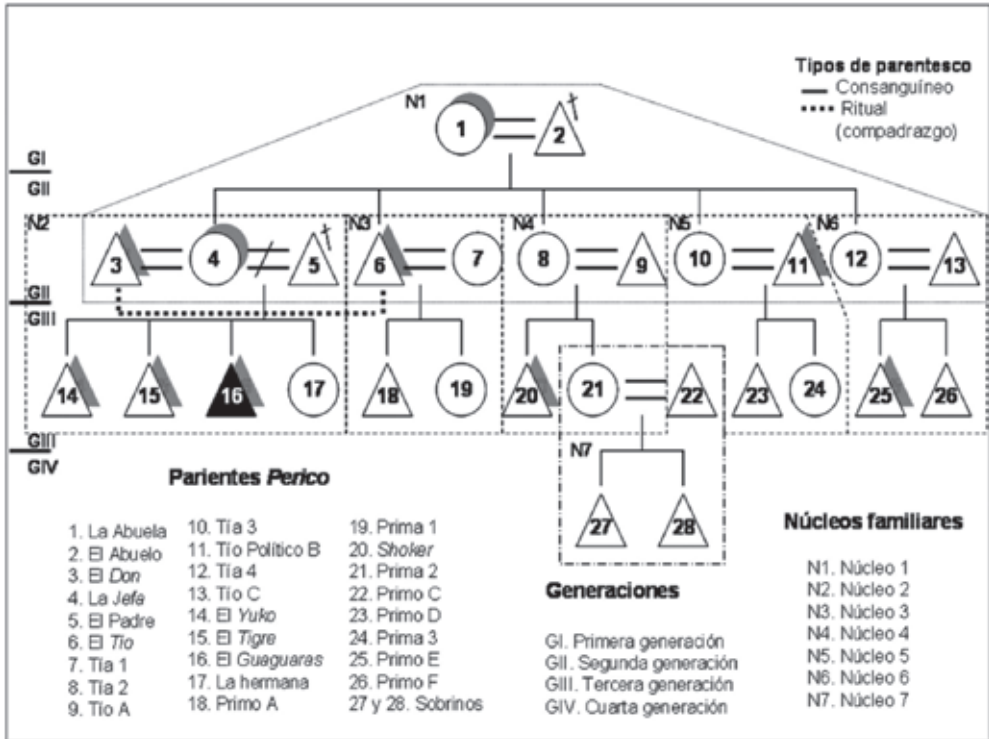 Tipos de parentesco
Consanguíneo
Ritual
(compadrazgo)
N1
1 2
GI
GII
N2 N3 N4 N5 N6
3 4 5 6 7 8 9 10 11 12 13
GII
GIII
14 15 16 17 18 19 20 21 22 23 24 25 26
GIII
GIV
N7
27 28
Parientes Perico
1. La Abuela
2. El Abuelo
3. El Don
4. La Jefa
5. El Padre
6. El Tio
7. Tía 1
8. Tía 2
9. Tío A
10. Tía 3
11. Tío Político B
12. Tía 4
13. Tío C
14. El Yuko
15. El Tigre
16. El Guaguaras
17. La hermana
18. Primo A
19. Prima 1
20. Shoker
21. Prima 2
22. Primo C
23. Primo D
24. Prima 3
25. Primo E
26. Primo F
27 y 28. Sobrinos
Generaciones
GI. Primera generación
GII. Segunda generación
GIII. Tercera generación
GIV. Cuarta generación
Núcleos familiares
N1. Núcleo 1
N2. Núcleo 2
N3. Núcleo 3
N4. Núcleo 4
N5. Núcleo 5
N6. Núcleo 6
N7. Núcleo 7